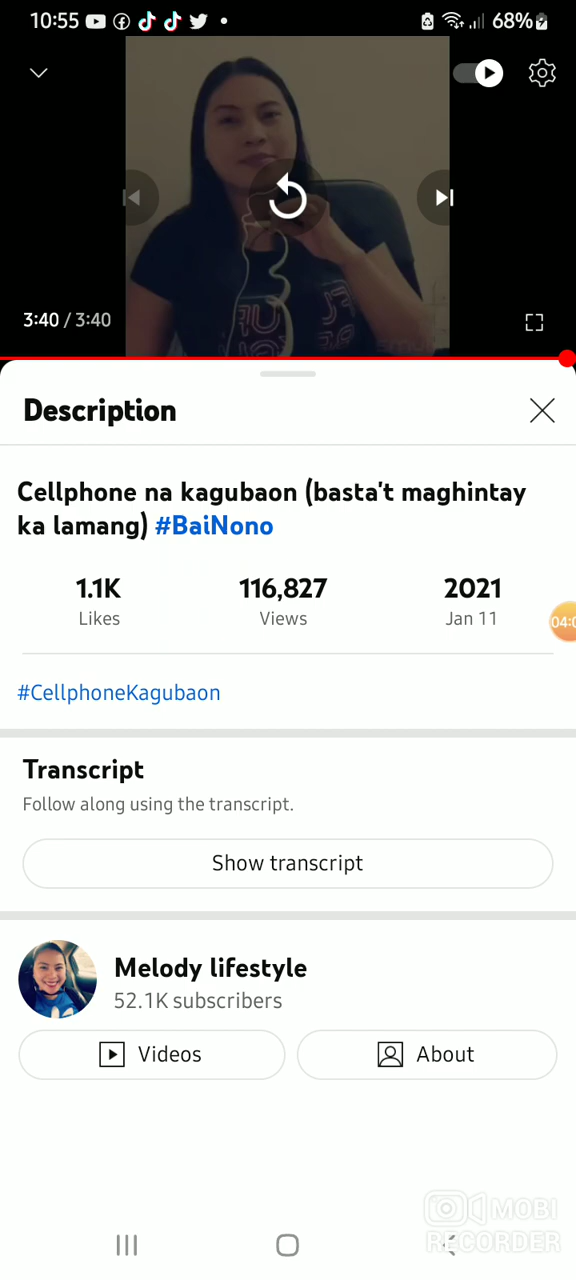 10:55
68%
3:40 / 3:40
Description
Cellphone na kagubaon (basta't maghintay
ka lamang) #BaiNono
1.1K 116,827 2021
Likes Views Jan 11
04:0
#CellphoneKagubaon
Transcript
Follow along using the transcript.
Show transcript
Melody lifestyle
52.1K subscribers
Videos About
MOBI
RECORDER